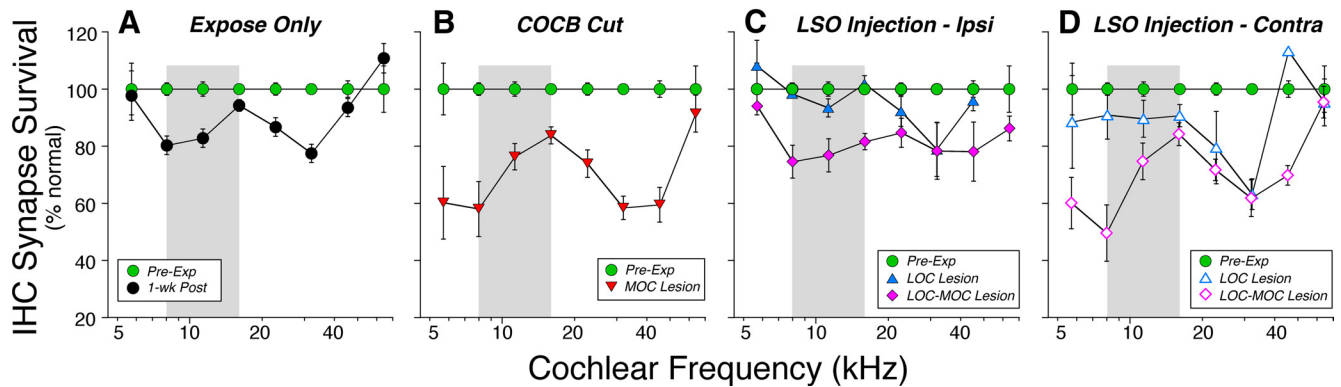 A Expose Only
B COCB Cut
C LSO Injection - Ipsi
D LSO Injection - Contra
IHC Synapse Survival
(% normal)
120
100
80
60
40
20
Pre-Exp
1-wk Post
Pre-Exp
MOC Lesion
Pre-Exp
LOC Lesion
LOC-MOC Lesion
Pre-Exp
LOC Lesion
LOC-MOC Lesion
5 10 20 40
5 10 20 40
5 10 20 40
5 10 20 40
Cochlear Frequency (kHz)